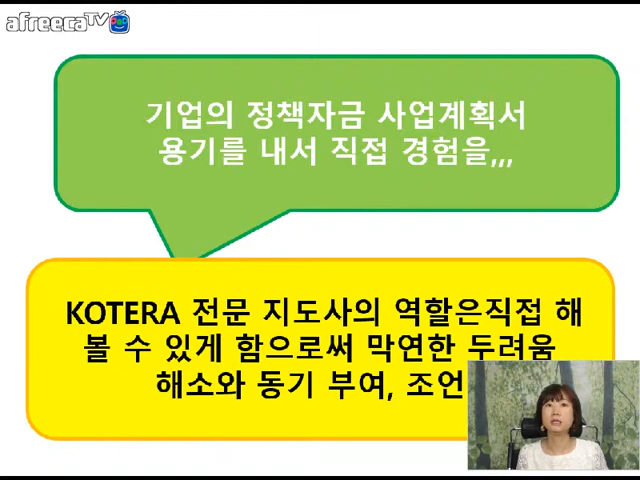 afreecaTV
기업의 정책자금 사업계획서
용기를 내서 직접 경험을,,,
KOTERA 전문 지도사의 역할은직접 해
볼 수 있게 함으로써 막연한 두려움
해소와 동기 부여, 조언